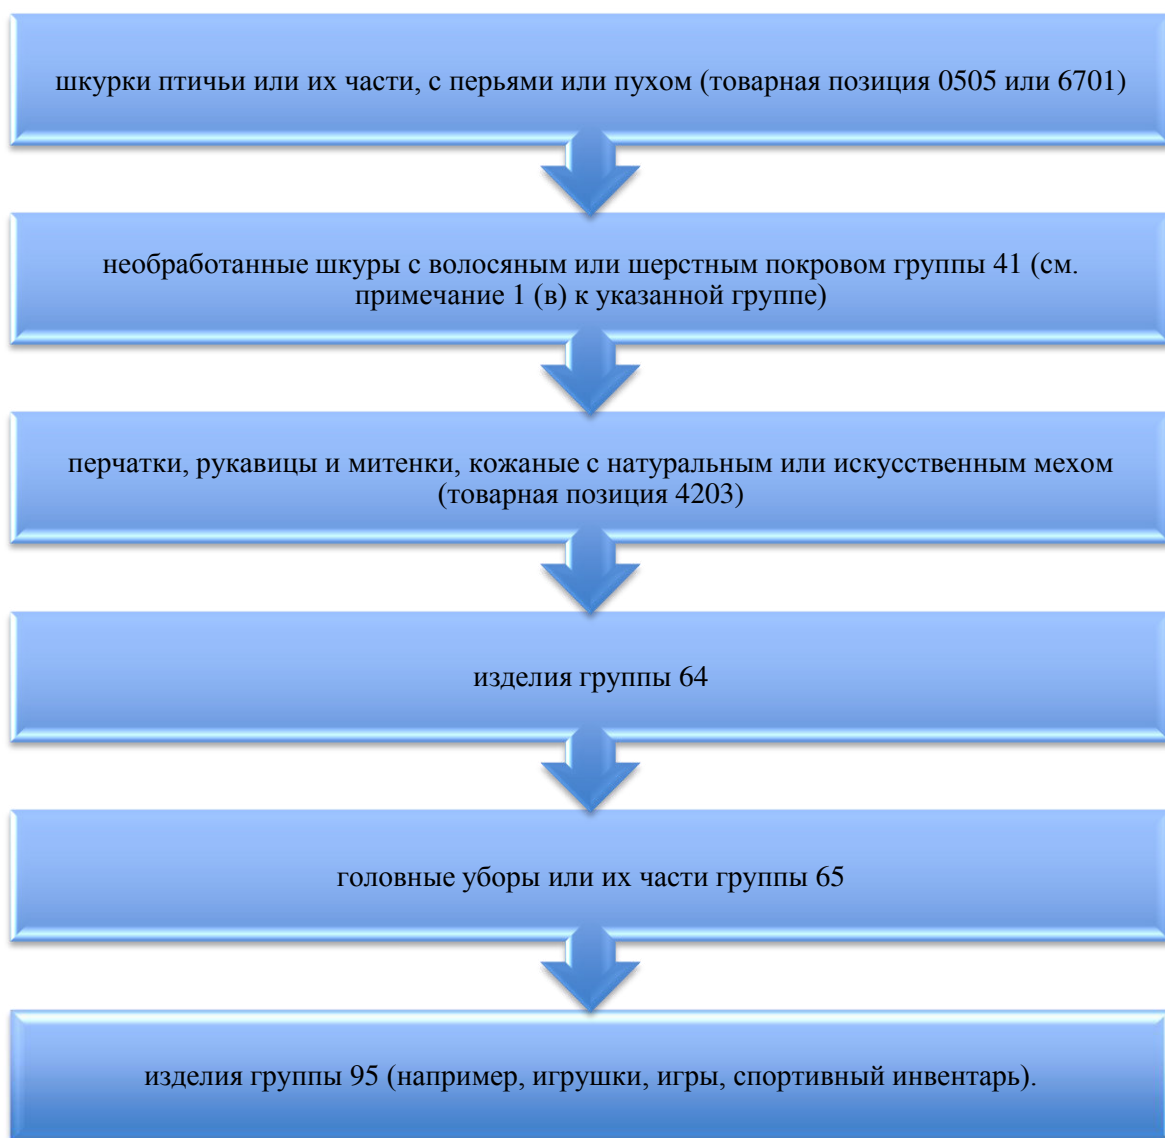 шкурки птичьи или их части, с перьями или пухом (товарная позиция 0505 или 6701)
необработанные шкуры с волосяным или шерстным покровом группы 41 (см.
примечание 1 (в) к указанной группе)
перчатки, рукавицы и митенки, кожаные с натуральным или искусственным мехом
(товарная позиция 4203)
изделия группы 64
головные уборы или их части группы 65
изделия группы 95 (например, игрушки, игры, спортивный инвентарь).